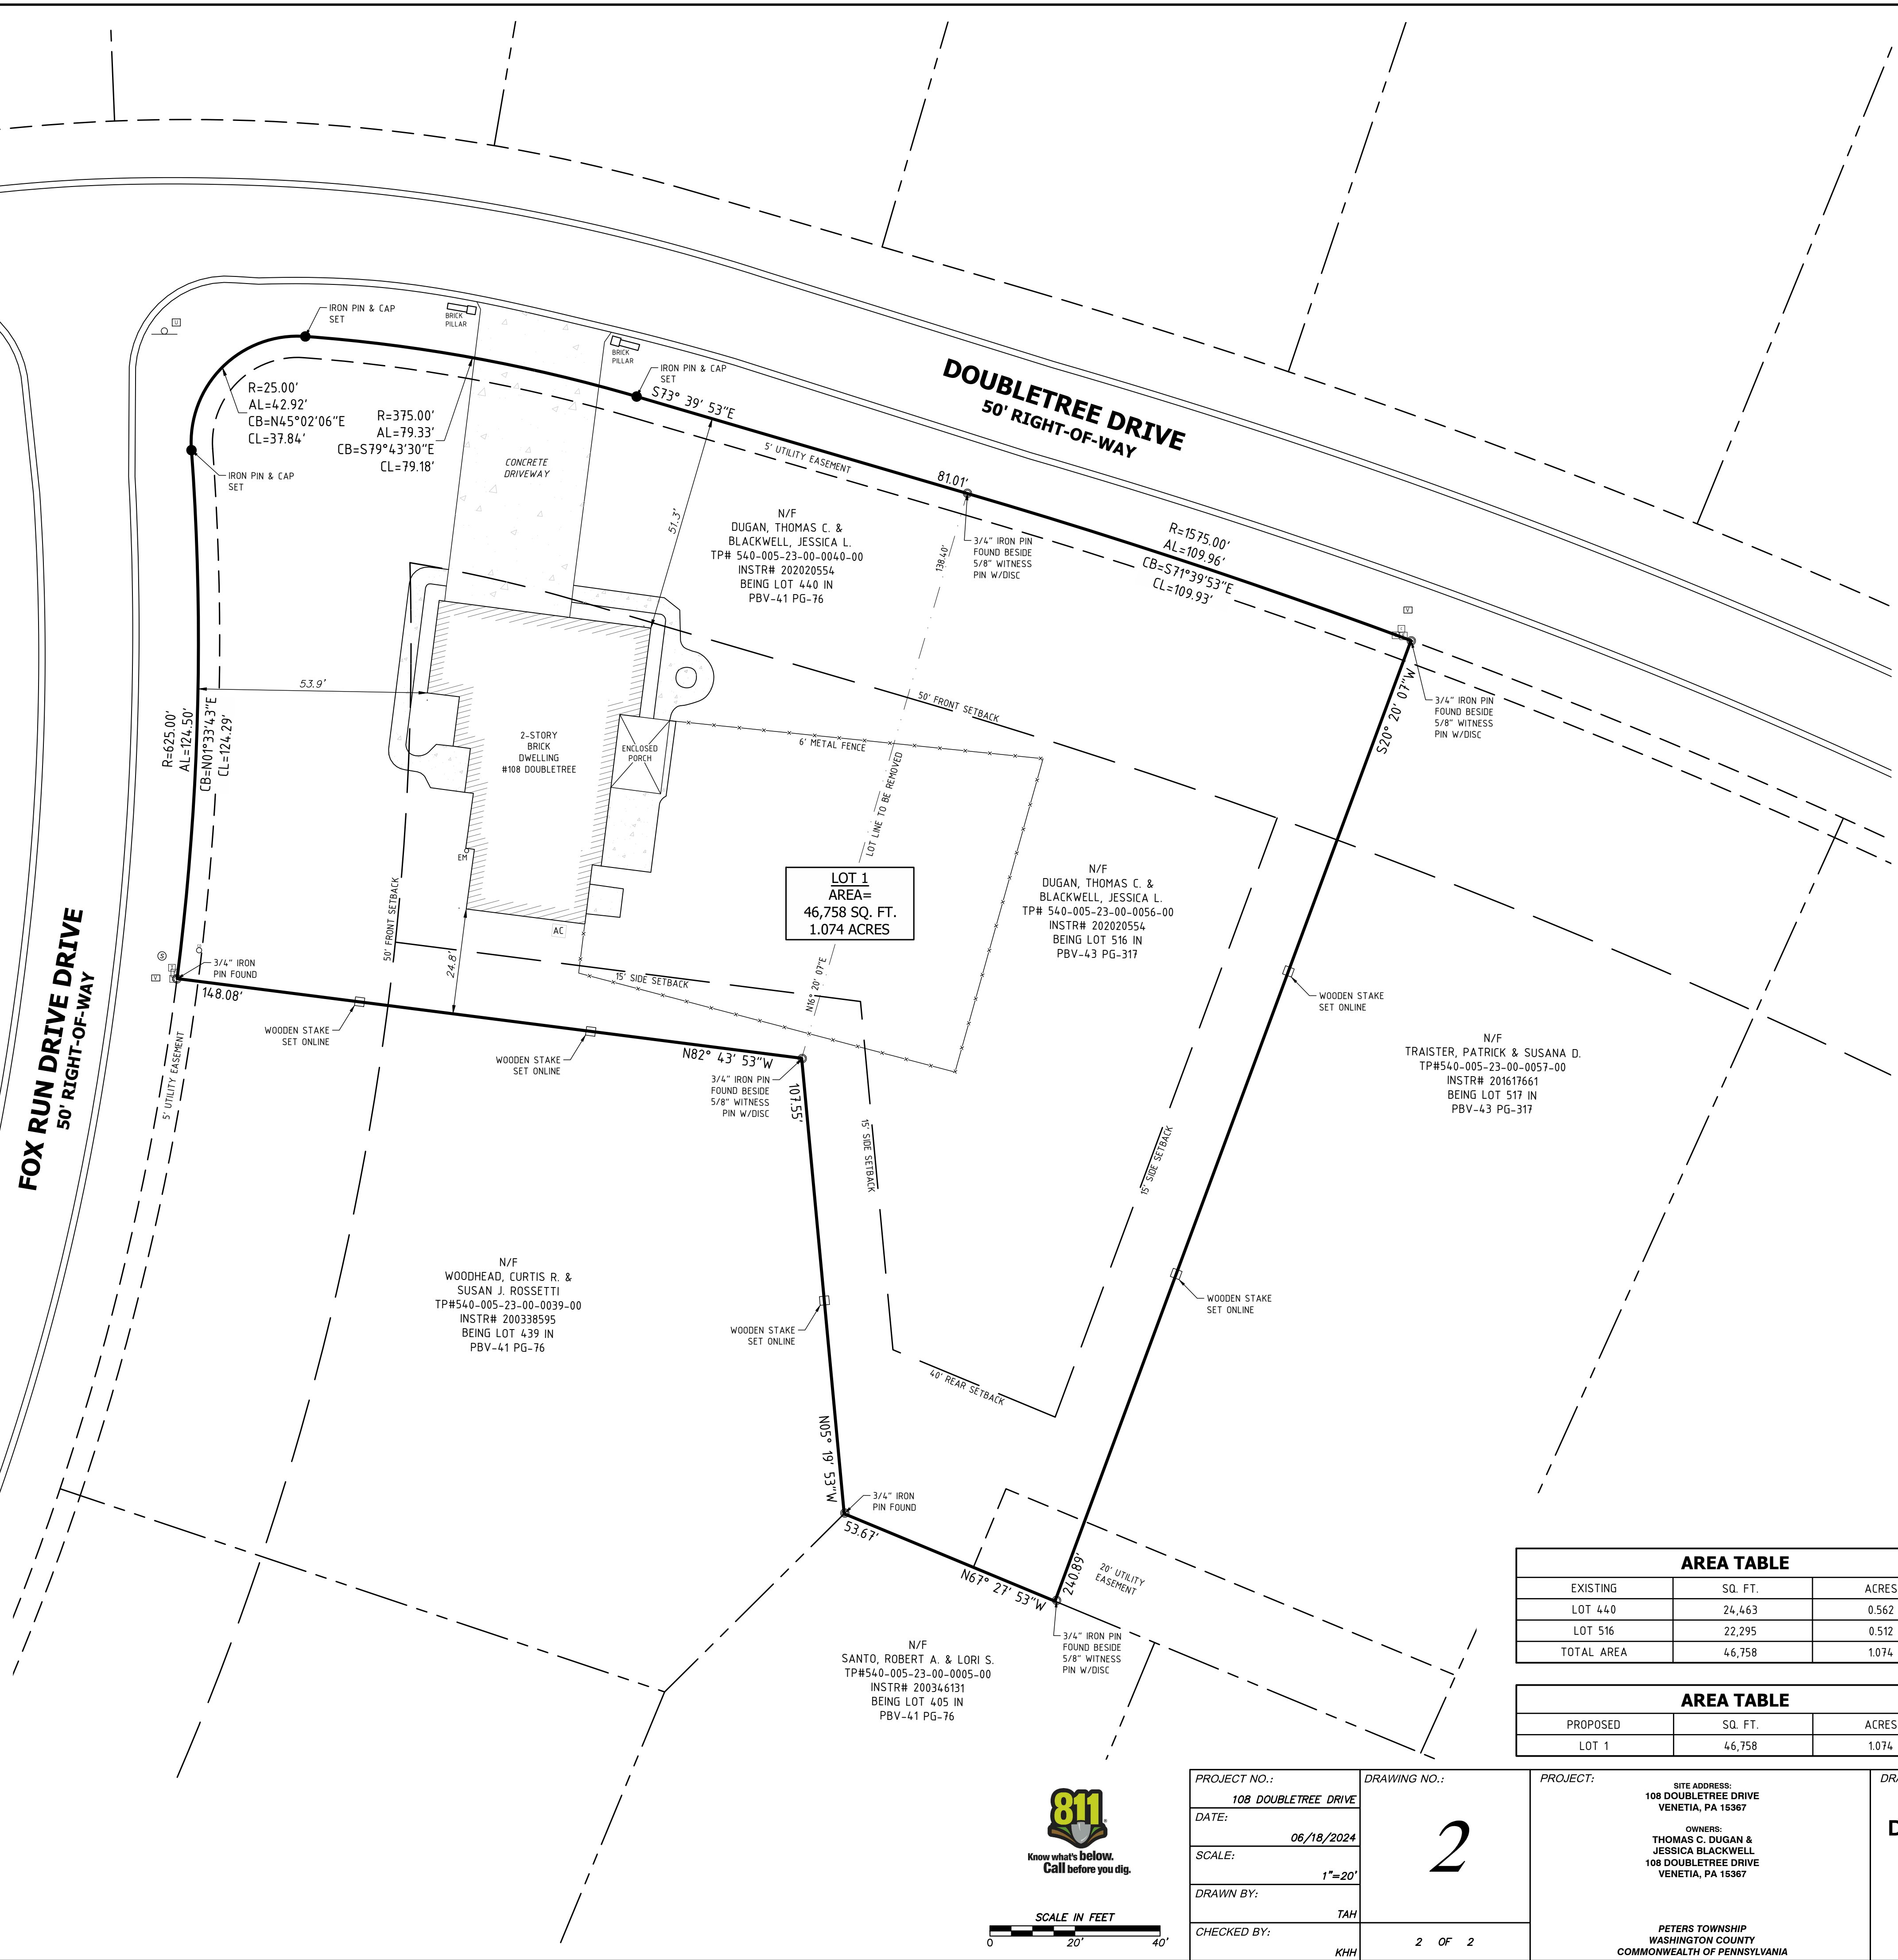 IRON PIN & CAP
SET
BRICK
PILLAR
BRICK
PILLAR
IRON PIN & CAP
SET
R=25.00'
AL=42.92'
CB=N45°02'06"E
CL=37.84'
R=375.00'
AL=79.33'
CB=S79°43'30"E
CL=79.18'
IRON PIN & CAP
SET
CONCRETE
DRIVEWAY
S73° 39' 53"E
81.01'
5' UTILITY EASEMENT
DOUBLETREE DRIVE
50' RIGHT-OF-WAY
51.3'
N/F
DUGAN, THOMAS C. &
BLACKWELL, JESSICA L.
TP# 540-005-23-00-0040-00
INSTR# 202020554
BEING LOT 440 IN
PBV-41 PG-76
138.40'
3/4" IRON PIN
FOUND BESIDE
5/8" WITNESS
PIN W/DISC
R=1575.00'
AL=109.96'
CB=S71°39'53"E
CL=109.93'
V
U
3/4" IRON PIN
FOUND BESIDE
5/8" WITNESS
PIN W/DISC
S20° 20' 07"W
240.89'
50' FRONT SETBACK
53.9'
R=625.00'
AL=124.50'
CB=N01°33'43"E
CL=124.29'
2-STORY
BRICK
DWELLING
#108 DOUBLETREE
ENCLOSED
PORCH
6' METAL FENCE
LOT LINE TO BE REMOVED
N16° 20' 07"E
EM
AC
50' FRONT SETBACK
24.8'
15' SIDE SETBACK
LOT 1
AREA=
46,758 SQ. FT.
1.074 ACRES
N/F
DUGAN, THOMAS C. &
BLACKWELL, JESSICA L.
TP# 540-005-23-00-0056-00
INSTR# 202020554
BEING LOT 516 IN
PBV-43 PG-317
FOX RUN DRIVE DRIVE
50' RIGHT-OF-WAY
S
V
3/4" IRON
PIN FOUND
148.08'
5' UTILITY EASEMENT
WOODEN STAKE
SET ONLINE
WOODEN STAKE
SET ONLINE
N82° 43' 53"W
3/4" IRON PIN
FOUND BESIDE
5/8" WITNESS
PIN W/DISC
107.55'
15' SIDE SETBACK
15' SIDE SETBACK
WOODEN STAKE
SET ONLINE
N/F
TRAISTER, PATRICK & SUSANA D.
TP#540-005-23-00-0057-00
INSTR# 201617661
BEING LOT 517 IN
PBV-43 PG-317
N/F
WOODHEAD, CURTIS R. &
SUSAN J. ROSSETTI
TP#540-005-23-00-0039-00
INSTR# 200338595
BEING LOT 439 IN
PBV-41 PG-76
WOODEN STAKE
SET ONLINE
WOODEN STAKE
SET ONLINE
40' REAR SETBACK
N05° 19' 53"W
3/4" IRON
PIN FOUND
53.67'
N67° 27' 53"W
20' UTILITY
EASEMENT
3/4" IRON PIN
FOUND BESIDE
5/8" WITNESS
PIN W/DISC
N/F
SANTO, ROBERT A. & LORI S.
TP#540-005-23-00-0005-00
INSTR# 200346131
BEING LOT 405 IN
PBV-41 PG-76
AREA TABLE
EXISTING SQ. FT. ACRES
LOT 440 24,463 0.562
LOT 516 22,295 0.512
TOTAL AREA 46,758 1.074
AREA TABLE
PROPOSED SQ. FT. ACRES
LOT 1 46,758 1.074
811
Know what's below.
Call before you dig.
SCALE IN FEET
0 20' 40'
PROJECT NO.:
108 DOUBLETREE DRIVE
DATE:
06/18/2024
SCALE:
1"=20'
DRAWN BY:
TAH
CHECKED BY:
KHH
DRAWING NO.:
2
2 OF 2
PROJECT:
SITE ADDRESS:
108 DOUBLETREE DRIVE
VENETIA, PA 15367
OWNERS:
THOMAS C. DUGAN &
JESSICA BLACKWELL
108 DOUBLETREE DRIVE
VENETIA, PA 15367
PETERS TOWNSHIP
WASHINGTON COUNTY
COMMONWEALTH OF PENNSYLVANIA